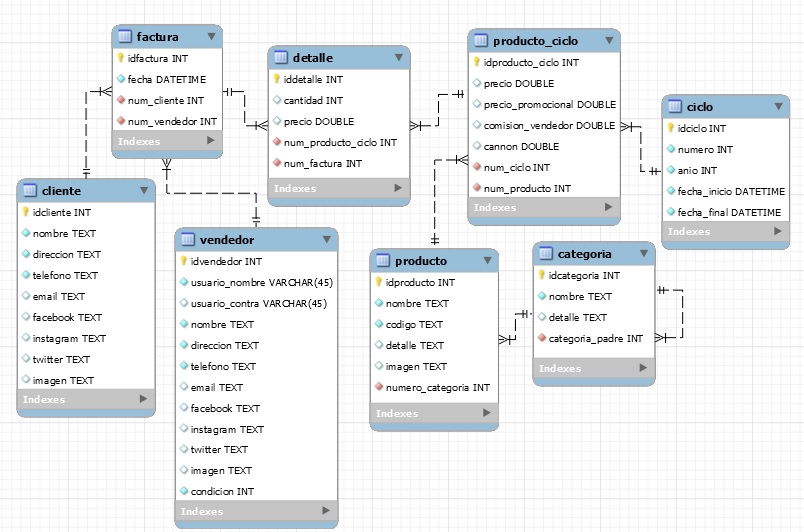 factura
idfactura INT
fecha DATETIME
num_cliente INT
num_vendedor INT
Indexes
detalle
iddetalle INT
cantidad INT
precio DOUBLE
num_producto_ciclo INT
num_factura INT
Indexes
producto_ciclo
idproducto_ciclo INT
precio DOUBLE
precio_promocional DOUBLE
comision_vendedor DOUBLE
cannon DOUBLE
num_ciclo INT
num_producto INT
Indexes
ciclo
idciclo INT
numero INT
anio INT
fecha_inicio DATETIME
fecha_final DATETIME
Indexes
cliente
idcliente INT
nombre TEXT
direccion TEXT
telefono TEXT
email TEXT
facebook TEXT
instagram TEXT
twitter TEXT
imagen TEXT
Indexes
vendedor
idvendedor INT
usuario_nombre VARCHAR(45)
usuario_contra VARCHAR(45)
nombre TEXT
direccion TEXT
telefono TEXT
email TEXT
facebook TEXT
instagram TEXT
twitter TEXT
imagen TEXT
condicion INT
Indexes
producto
idproducto INT
nombre TEXT
codigo TEXT
detalle TEXT
imagen TEXT
numero_categoria INT
Indexes
categoria
idcategoria INT
nombre TEXT
detalle TEXT
categoria_padre INT
Indexes